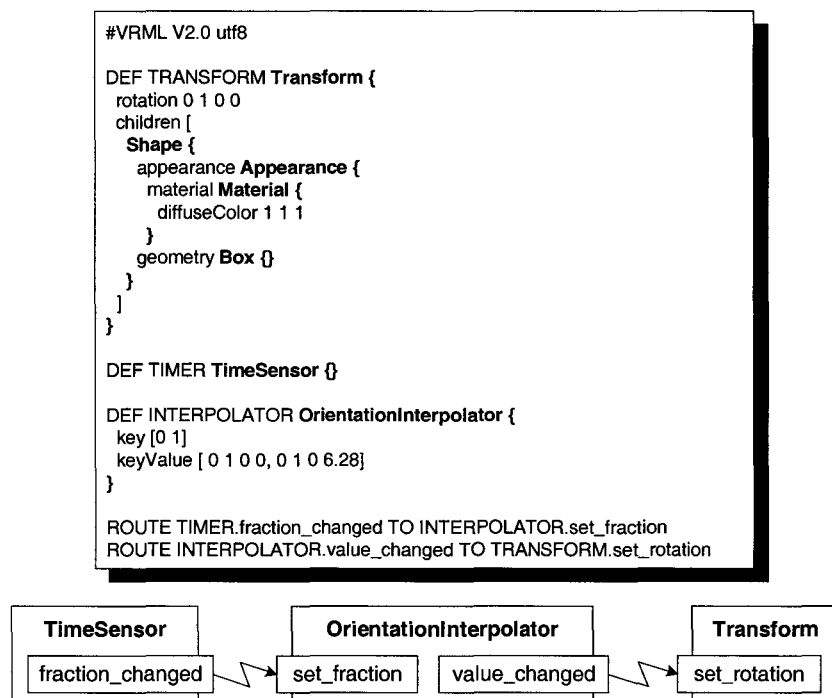 #VRML V2.0 utf8
DEF TRANSFORM Transform {
rotation 0 1 0 0
children [
Shape {
appearance Appearance {
material Material {
diffuseColor 1 1 1
}
geometry Box {}
}
]
}
DEF TIMER TimeSensor {}
DEF INTERPOLATOR OrientationInterpolator {
key [0 1]
keyValue [ 0 1 0 0, 0 1 0 6.28]
}
ROUTE TIMER.fraction_changed TO INTERPOLATOR.set_fraction
ROUTE INTERPOLATOR.value_changed TO TRANSFORM.set_rotation
TimeSensor OrientationInterpolator Transform
fraction_changed set_fraction value_changed set_rotation